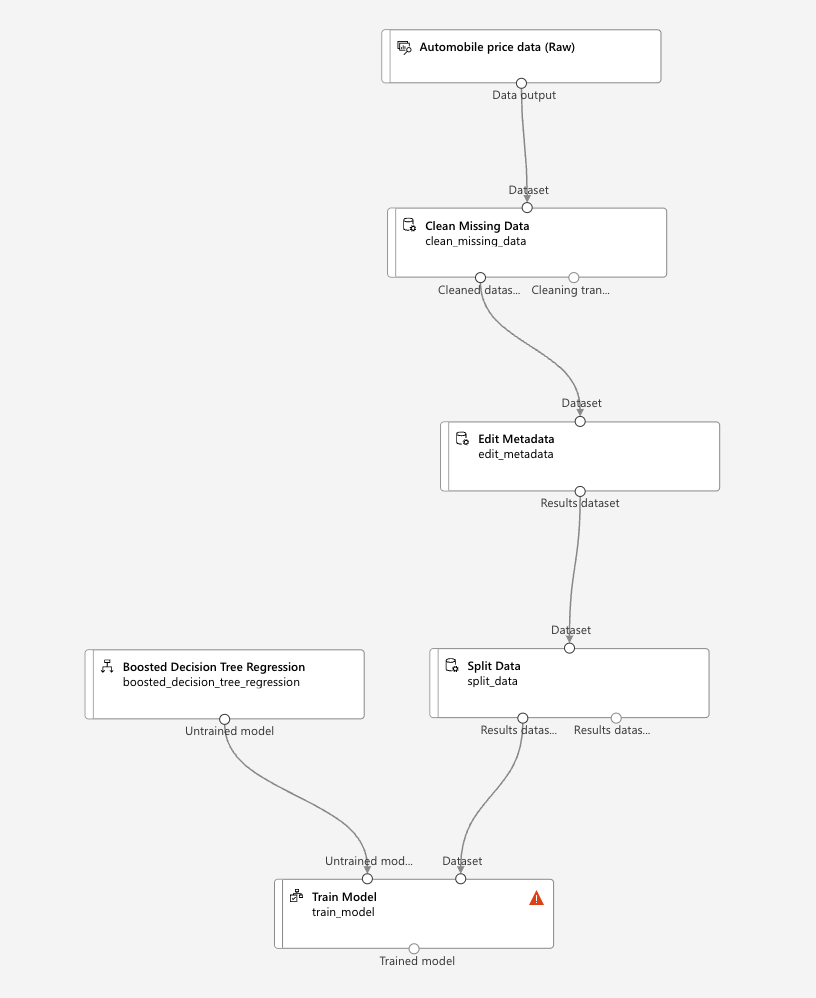 Automobile price data (Raw)
Data output
Dataset
Clean Missing Data
clean_missing_data
Cleaned datas... Cleaning tran...
Dataset
Edit Metadata
edit_metadata
Results dataset
Dataset
Boosted Decision Tree Regression
boosted_decision_tree_regression
Untrained model
Split Data
split_data
Results datas... Results datas...
Untrained mod... Dataset
Train Model
train_model
Trained model